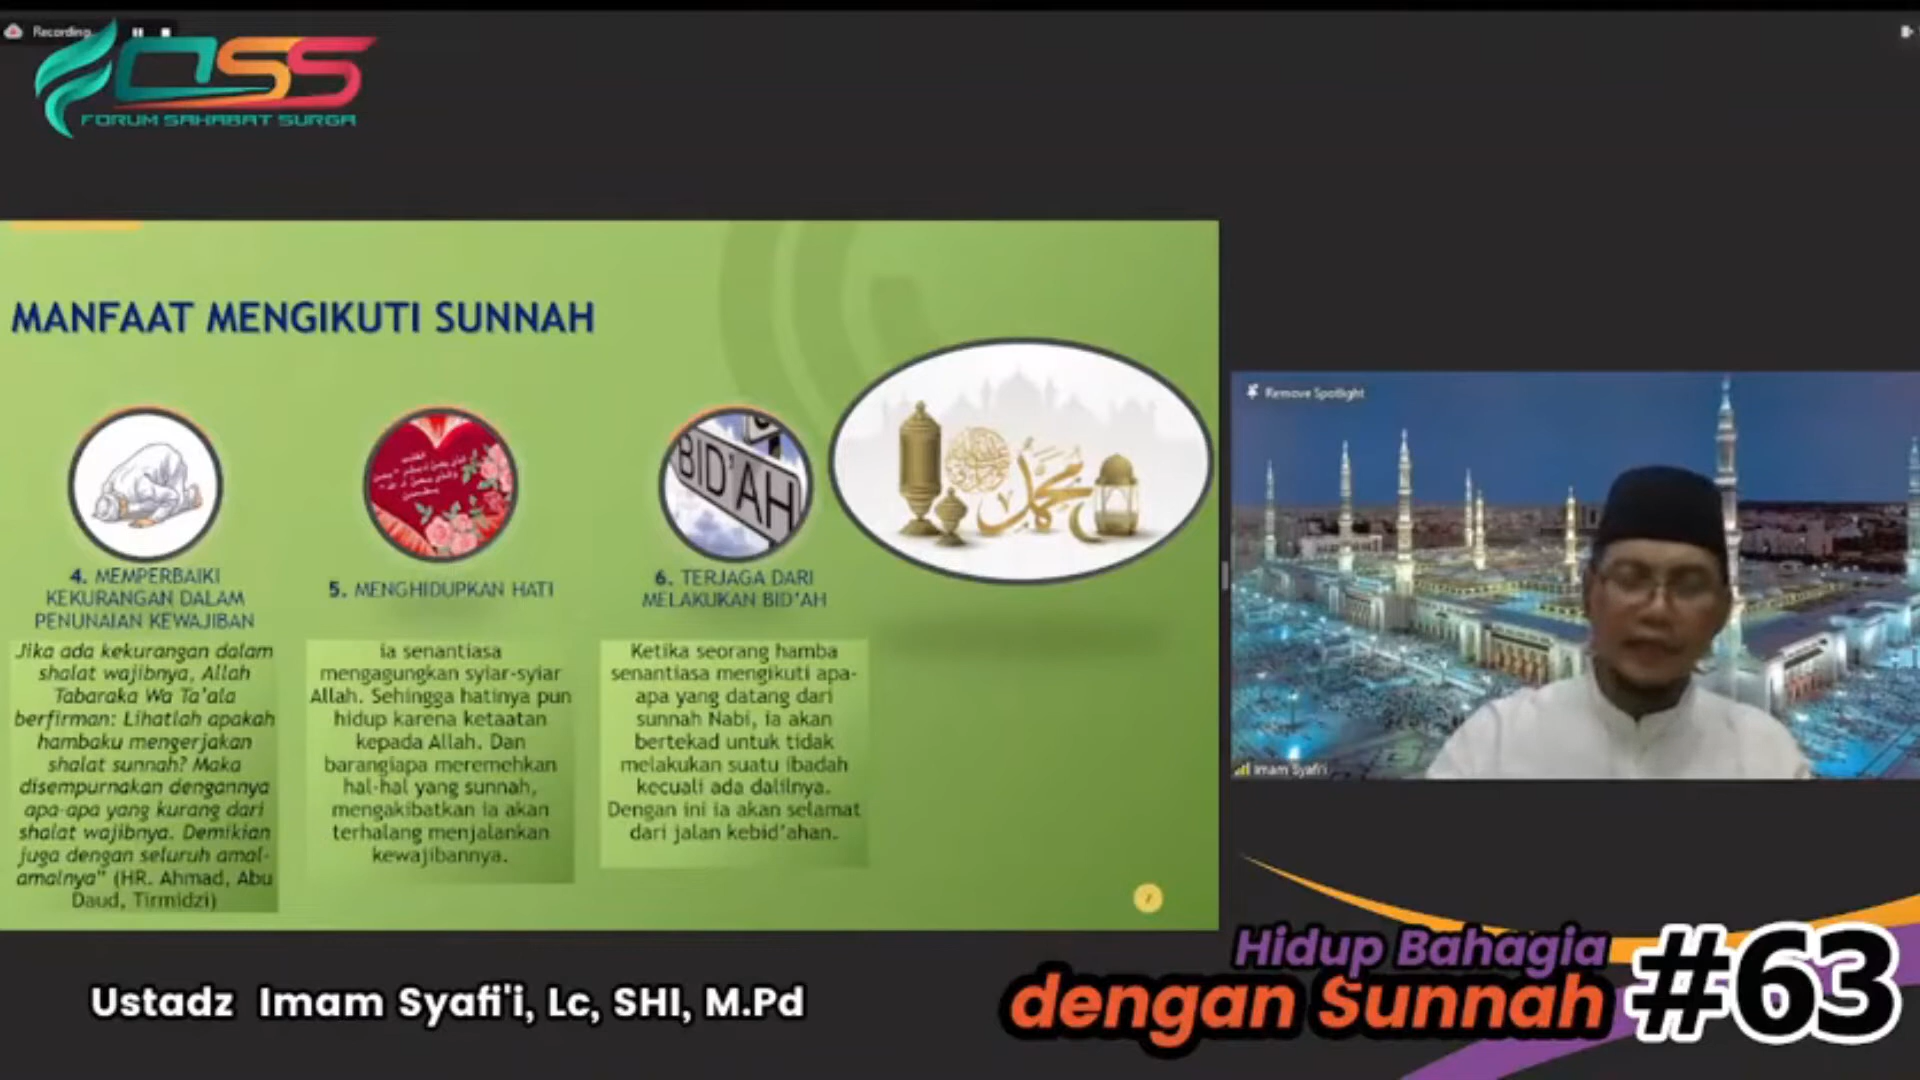 Recording...
FOSS
FORUM SAHABAT SURGA
MANFAAT MENGIKUTI SUNNAH
BID'AH
4. MEMPERBAIKI
KEKURANGAN DALAM
PENUNAIAN KEWAJIBAN
Jika ada kekurangan dalam
shalat wajibnya, Allah
Tabaraka Wa Ta'ala
berfirman: Lihatlah apakah
hambaku mengerjakan
shalat sunnah? Maka
disempurnakan dengannya
apa-apa yang kurang dari
shalat wajibnya. Demikian
juga dengan seluruh amal-
amalnya" (HR. Ahmad, Abu
Daud, Tirmidzi)
5. MENGHIDUPKAN HATI
ia senantiasa
mengagungkan syiar-syiar
Allah. Sehingga hatinya pun
hidup karena ketaatan
kepada Allah. Dan
barangiapa meremehkan
hal-hal yang sunnah,
mengakibatkan ia akan
terhalang menjalankan
kewajibannya.
6. TERJAGA DARI
MELAKUKAN BID'AH
Ketika seorang hamba
senantiasa mengikuti apa-
apa yang datang dari
sunnah Nabi, ia akan
bertekad untuk tidak
melakukan suatu ibadah
kecuali ada dalilnya.
Dengan ini ia akan selamat
dari jalan kebid'ahan.
محمد
Remove Spotlight
Imam Syafi'i
Ustadz Imam Syafi'i, Lc, SHI, M.Pd
Hidup Bahagia
dengan Sunnah
#63